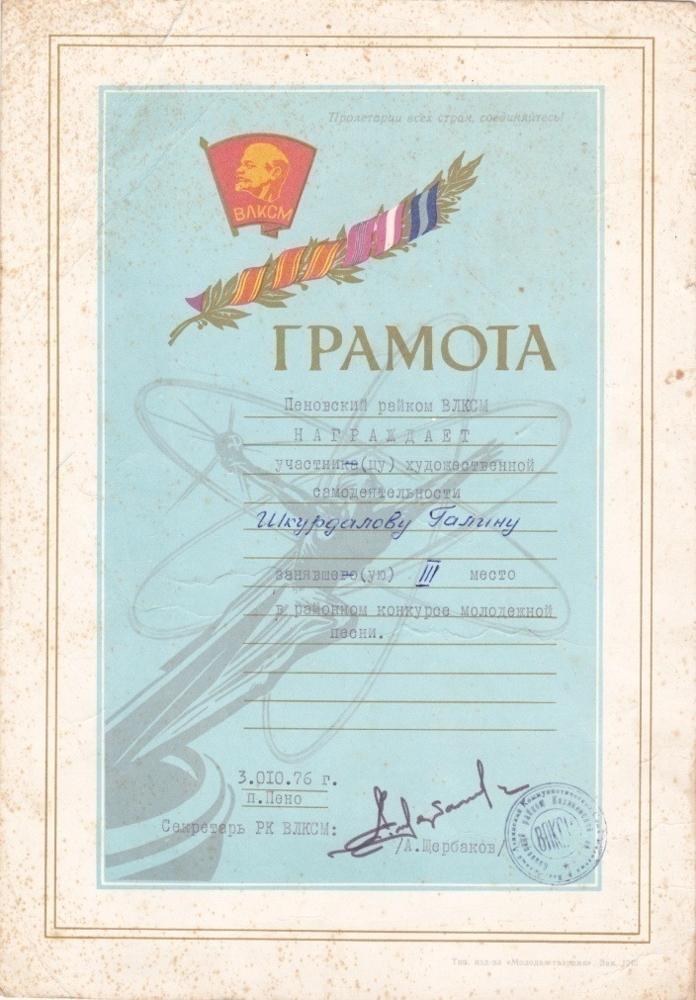 Пролетарии всех стран, соединяйтесь!
ВЛКСМ
ГРАМОТА
Пеновский райком ВЛКСМ
НАГРАЖДАЕТ
участника(цу) художественной
самодеятельности
Шкурдалову Галину
занявшего(ую) III место
в районном конкурсе молодежной
песни.
3.010.76 г.
п.Пено
Секретарь РК ВЛКСМ:
/А.Щербаков/
ВЛКСМ
Тип. изд-ва «Молодая гвардия». Зак.